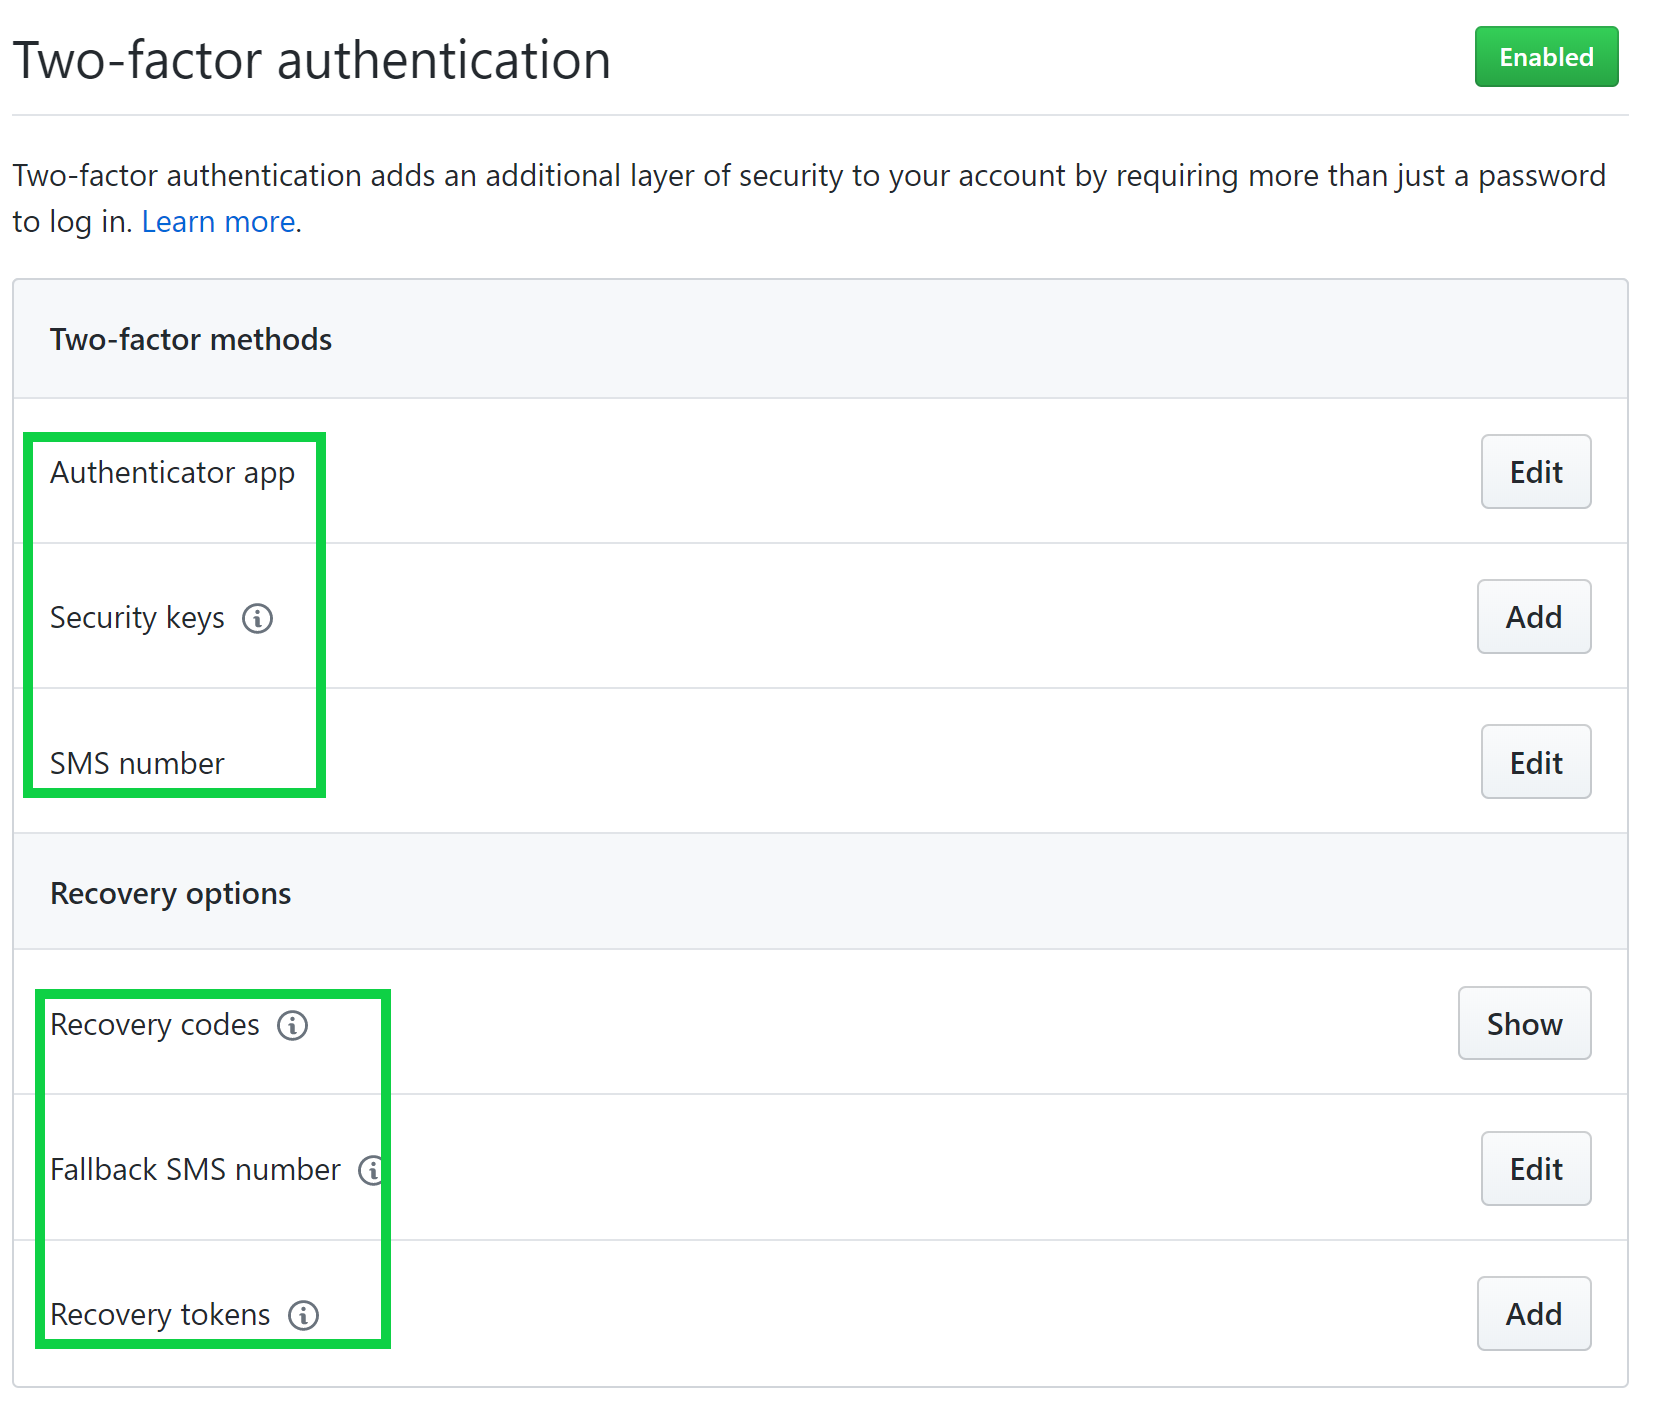 Two-factor authentication
Enabled
Two-factor authentication adds an additional layer of security to your account by requiring more than just a password
to log in. Learn more.
Two-factor methods
Authenticator app
Edit
Security keys
Add
SMS number
Edit
Recovery options
Recovery codes
Show
Fallback SMS number
Edit
Recovery tokens
Add